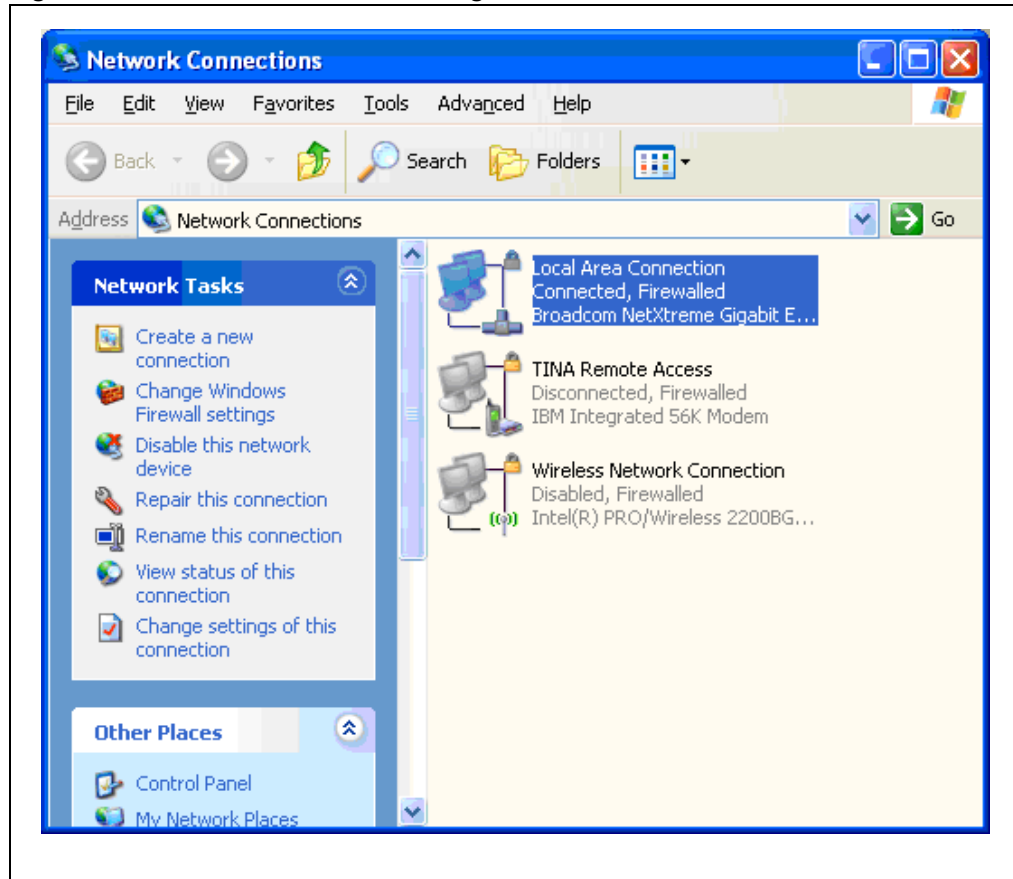 Network Connections
File Edit View Favorites Tools Advanced Help
Back Search Folders
Address Network Connections Go
Network Tasks
Create a new
connection
Change Windows
Firewall settings
Disable this network
device
Repair this connection
Rename this connection
View status of this
connection
Change settings of this
connection
Other Places
Control Panel
My Network Places
Local Area Connection
Connected, Firewalled
Broadcom NetXtreme Gigabit E...
TINA Remote Access
Disconnected, Firewalled
IBM Integrated 56K Modem
Wireless Network Connection
Disabled, Firewalled
Intel(R) PRO/Wireless 2200BG...